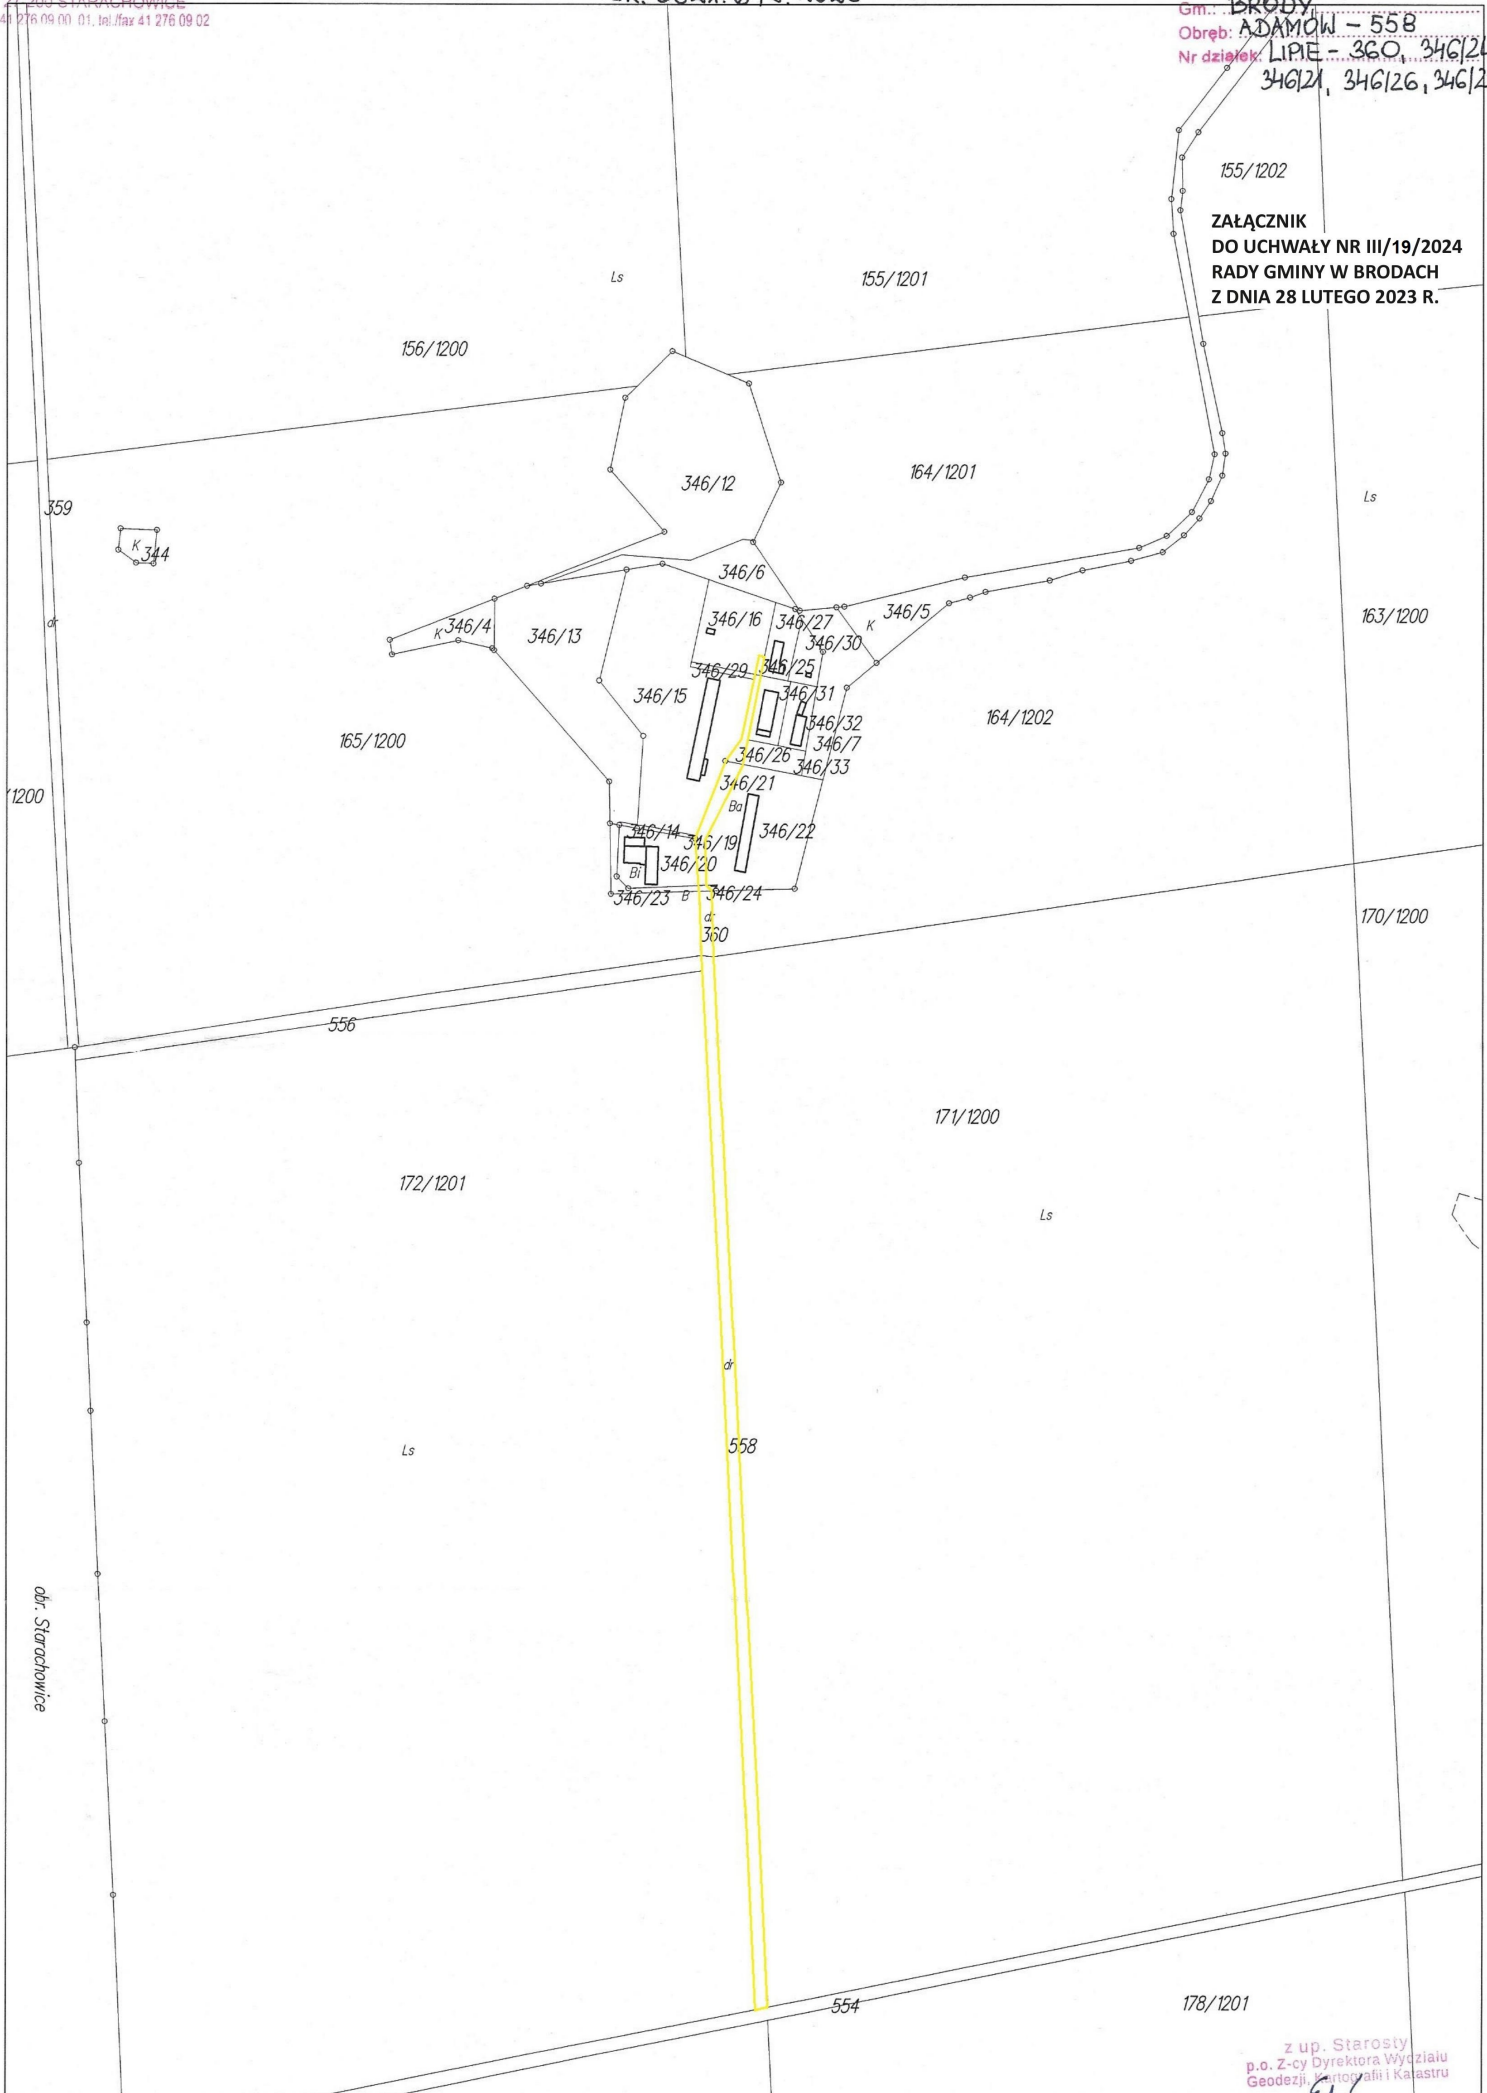 41 276 09 00 01, tel./fax 41 276 09 02
Gm.: BRODY
Obręb: ADAMÓW - 558
Nr działek: LIPIE - 360,
346/21, 346/26,
155/1202
ZAŁĄCZNIK
DO UCHWAŁY NR III/19/2024
RADY GMINY W BRODACH
Z DNIA 28 LUTEGO 2023 R.
Ls
155/1201
156/1200
346/12
164/1201
Ls
359
K
344
346/6
dr
K
346/4
346/13
346/16
346/27
K
346/5
163/1200
346/30
346/29
346/25
346/15
346/31
164/1202
346/32
165/1200
346/7
346/26
346/33
/1200
346/21
Ba
346/14
346/19
346/22
Bi
346/20
346/23
B
346/24
dr
360
170/1200
556
171/1200
172/1201
Ls
dr
558
Ls
obr. Starachowice
554
178/1201
z up. Starosty
p.o. Z-cy Dyrektora Wydziału
Geodezji, Kartografii i Katastru